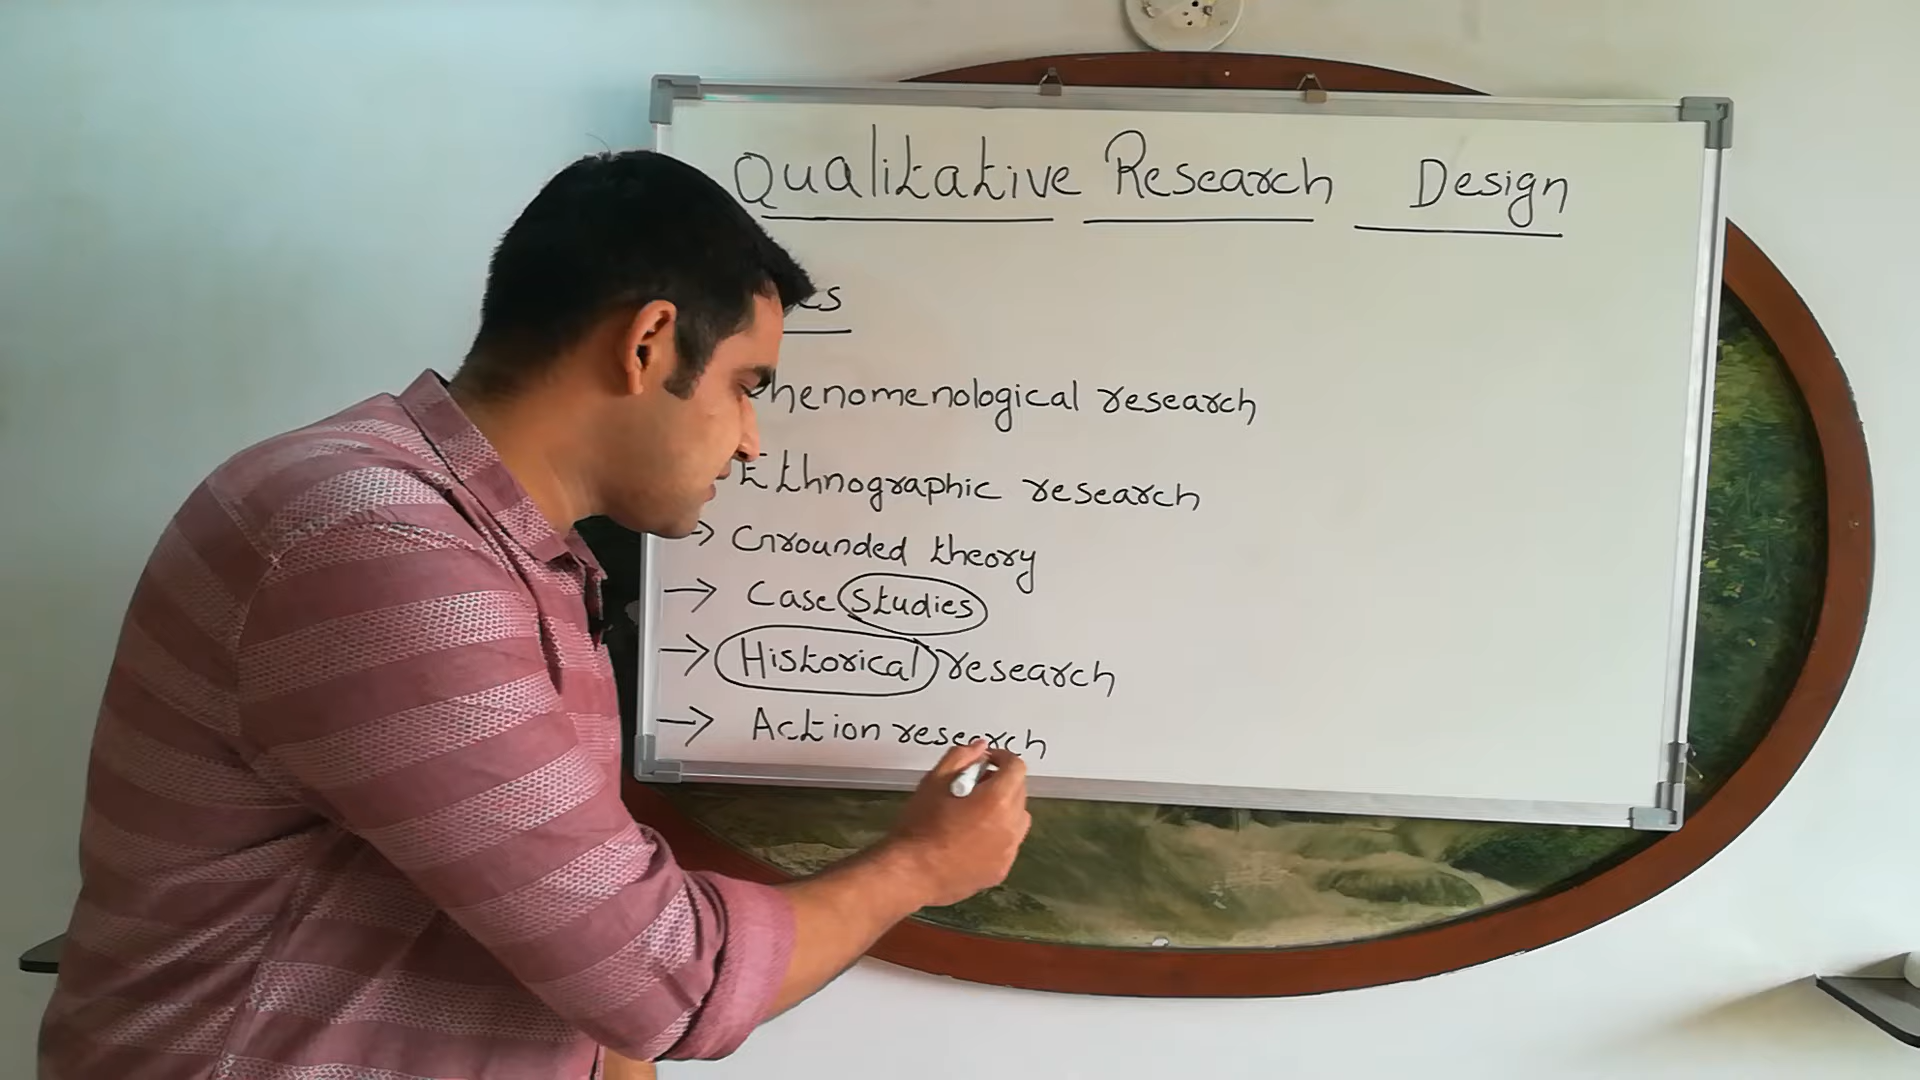 Qualitative Research Design
henomenological research
Ethnographic research
→ Grounded theory
→ Case Studies
→ Historical research
→ Action research